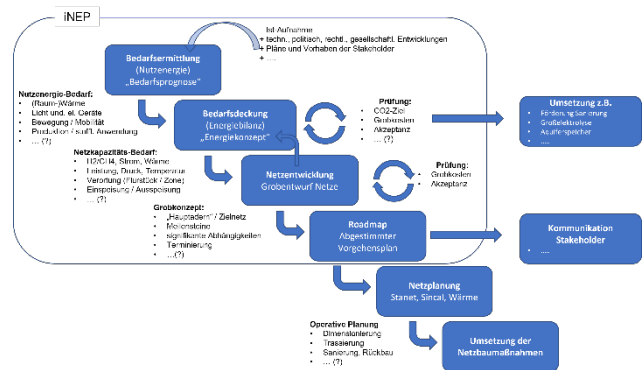 iNEP
Ist-Aufnahme
+ techn., politisch, rechtl., gesellschaftl. Entwicklungen
+ Pläne und Vorhaben der Stakeholder
+ ....
Bedarfsermittlung
(Nutzenergie)
„Bedarfsprognose"
Nutzenergie-Bedarf:
• (Raum-)Wärme
• Licht und. el. Geräte
• Bewegung / Mobilität
• Produktion / stoffl. Anwendung
• … (?)
Bedarfsdeckung
(Energiebilanz)
„Energiekonzept"
Prüfung:
• CO2-Ziel
• Grobkosten
• Akzeptanz
• … (?)
Umsetzung z.B.
• Förderung Sanierung
• Großelektrolyse
• Aquiferspeicher
• ....
Netzkapazitäts-Bedarf:
• H2/CH4, Strom, Wärme
• Leistung, Druck, Temperatur
• Verortung (Flurstück / Zone)
• Einspeisung / Ausspeisung
• … (?)
Netzentwicklung
Grobentwurf Netze
Prüfung:
• Grobkosten
• Akzeptanz
Grobkonzept:
• „Hauptadern" / Zielnetz
• Meilensteine
• signifikante Abhängigkeiten
• Terminierung
• …(?)
Roadmap
Abgestimmter
Vorgehensplan
Kommunikation
Stakeholder
• ....
Netzplanung
Stanet, Sincal, Wärme
Operative Planung
• Dimensionierung
• Trassierung
• Sanierung, Rückbau
• … (?)
Umsetzung der
Netzbaumaßnahmen